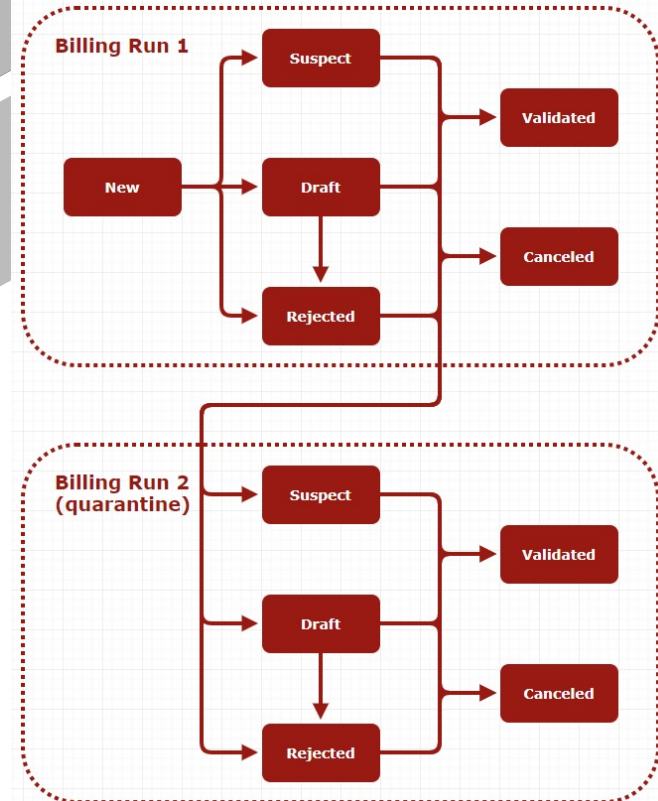 Billing Run 1
Suspect
Validated
New
Draft
Canceled
Rejected
Billing Run 2
(quarantine)
Suspect
Validated
Draft
Canceled
Rejected